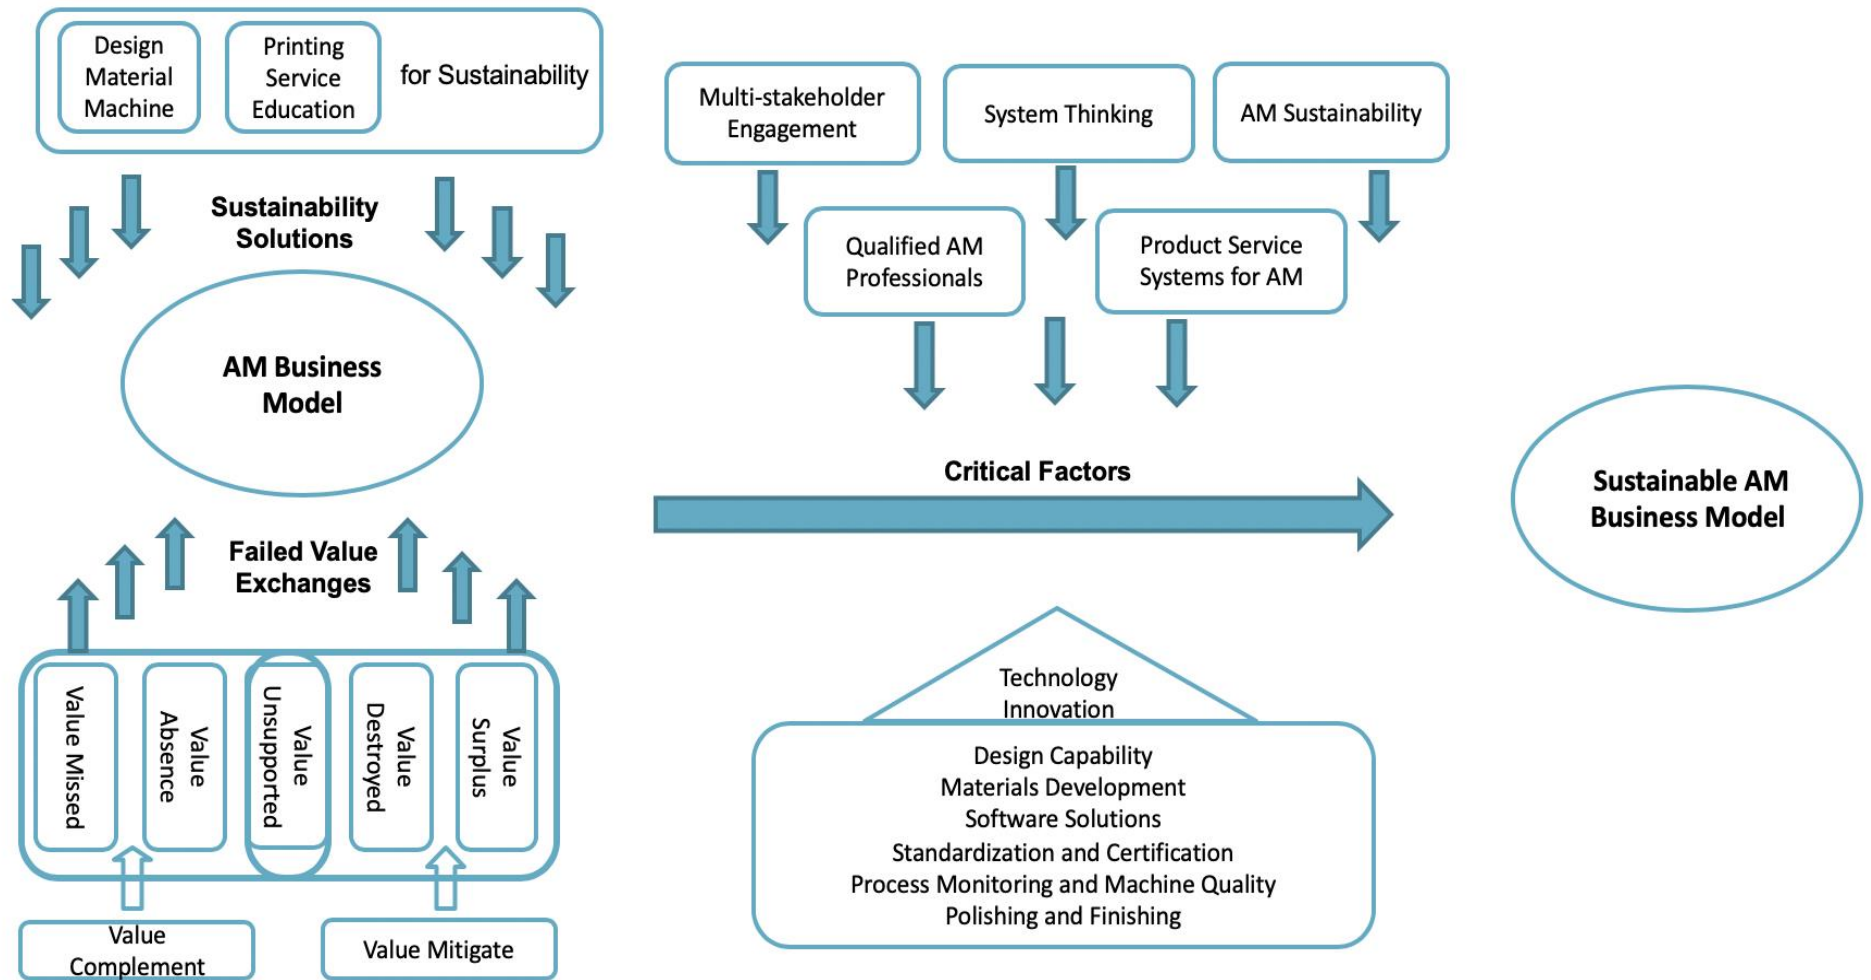 Design
Material
Machine
Printing
Service
Education
for Sustainability
Sustainability
Solutions
AM Business
Model
Failed Value
Exchanges
Value Missed
Value
Absence
Value
Unsupported
Value
Destroyed
Value
Surplus
Value
Complement
Value Mitigate
Multi-stakeholder
Engagement
System Thinking
AM Sustainability
Qualified AM
Professionals
Product Service
Systems for AM
Critical Factors
Technology
Innovation
Design Capability
Materials Development
Software Solutions
Standardization and Certification
Process Monitoring and Machine Quality
Polishing and Finishing
Sustainable AM
Business Model